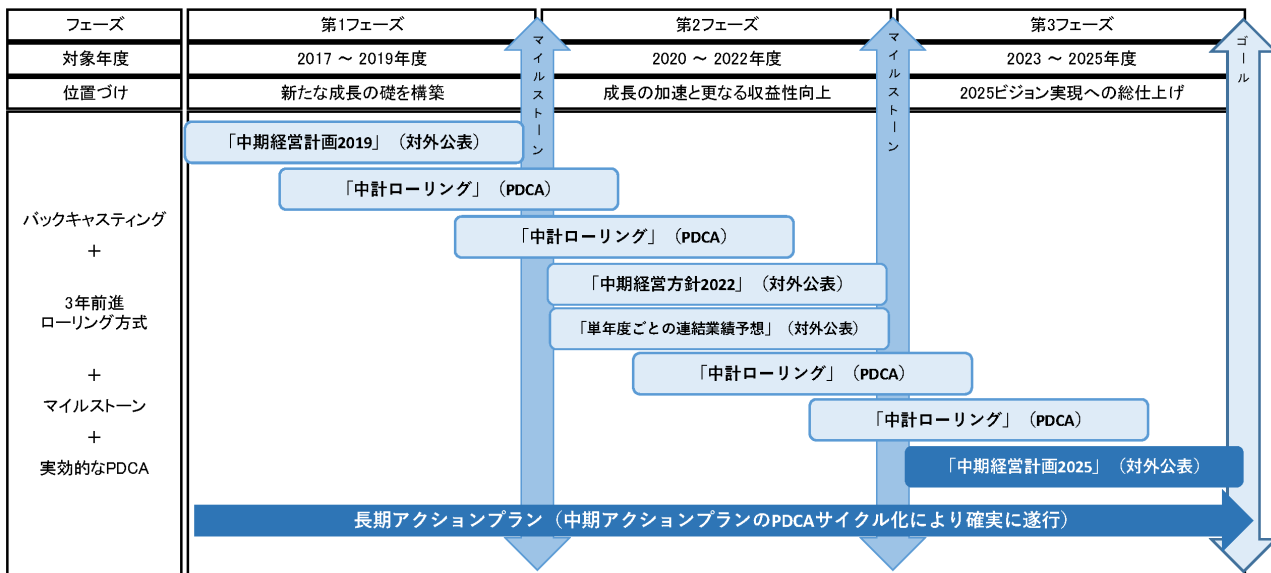 フェーズ
第1フェーズ
第2フェーズ
第3フェーズ
対象年度
2017 ～ 2019年度
2020 ～ 2022年度
2023 ～ 2025年度
位置づけ
新たな成長の礎を構築
成長の加速と更なる収益性向上
2025ビジョン実現への総仕上げ
マイルストーン
マイルストーン
ゴール
バックキャスティング
＋
3年前進
ローリング方式
＋
マイルストーン
＋
実効的なPDCA
「中期経営計画2019」（対外公表）
「中計ローリング」（PDCA）
「中計ローリング」（PDCA）
「中期経営方針2022」（対外公表）
「単年度ごとの連結業績予想」（対外公表）
「中計ローリング」（PDCA）
「中計ローリング」（PDCA）
「中期経営計画2025」（対外公表）
長期アクションプラン（中期アクションプランのPDCAサイクル化により確実に遂行）